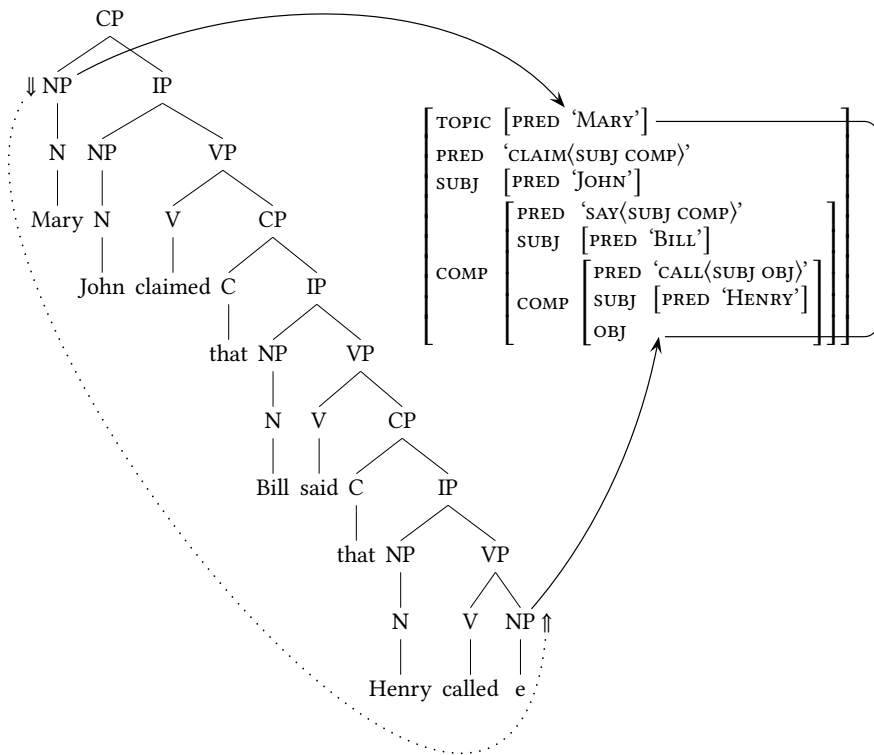 CP
⇓ NP IP
[TOPIC [PRED ‘MARY’]
N NP VP
PRED ‘CLAIM⟨SUBJ COMP⟩’
SUBJ [PRED ‘JOHN’]
Mary N V CP
PRED ‘SAY⟨SUBJ COMP⟩’
SUBJ [PRED ‘BILL’]
COMP
PRED ‘CALL⟨SUBJ OBJ⟩’
John claimed C IP
COMP SUBJ [PRED ‘HENRY’]
OBJ
that NP VP
N V CP
Bill said C IP
that NP VP
N V NP ⇑
Henry called e